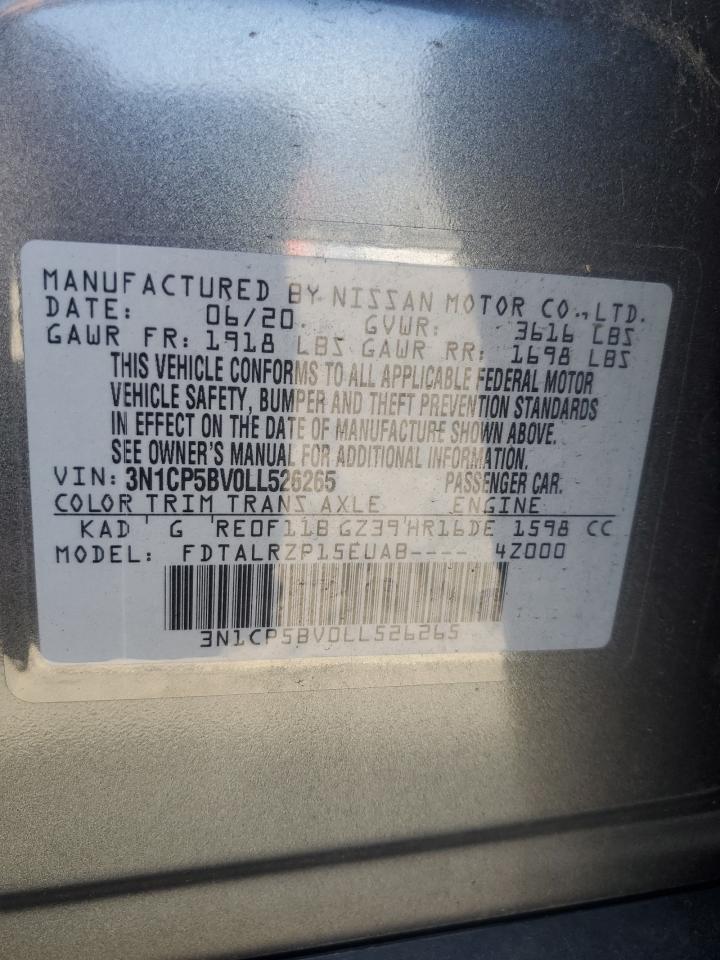 MANUFACTURED BY NISSAN MOTOR CO., LTD.
DATE: 06/20. GVWR: 3616 LBS
GAWR FR: 1918 LBS GAWR RR: 1698 LBS
THIS VEHICLE CONFORMS TO ALL APPLICABLE FEDERAL MOTOR
VEHICLE SAFETY, BUMPER AND THEFT PREVENTION STANDARDS
IN EFFECT ON THE DATE OF MANUFACTURE SHOWN ABOVE.
SEE OWNER'S MANUAL FOR ADDITIONAL INFORMATION.
VIN: 3N1CP5BV0LL526265 PASSENGER CAR.
COLOR TRIM TRANS AXLE ENGINE
KAD G RE0F11B GZ39 HR16DE 1598 CC
MODEL: FDTALRZP15EUAB---- 4Z000
3N1CP5BV0LL526265